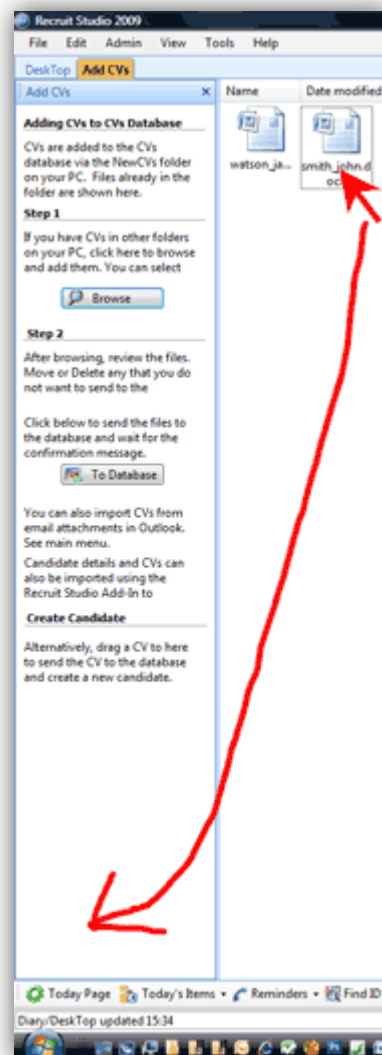 Recruit Studio 2009
File Edit Admin View Tools Help
DeskTop Add CVs
Add CVs x
Adding CVs to CVs Database
CVs are added to the CVs
database via the NewCVs folder
on your PC. Files already in the
folder are shown here.
Step 1
If you have CVs in other folders
on your PC, click here to browse
and add them. You can select
Browse
Step 2
After browsing, review the files.
Move or Delete any that you do
not want to send to the
Click below to send the files to
the database and wait for the
confirmation message.
To Database
You can also import CVs from
email attachments in Outlook.
See main menu.
Candidate details and CVs can
also be imported using the
Recruit Studio Add-In to
Create Candidate
Alternatively, drag a CV to here
to send the CV to the database
and create a new candidate.
Name Date modified
watson_ja... smith_john.d
oc
Today Page Today's Items Reminders Find ID
Diary/DeskTop updated 15:34